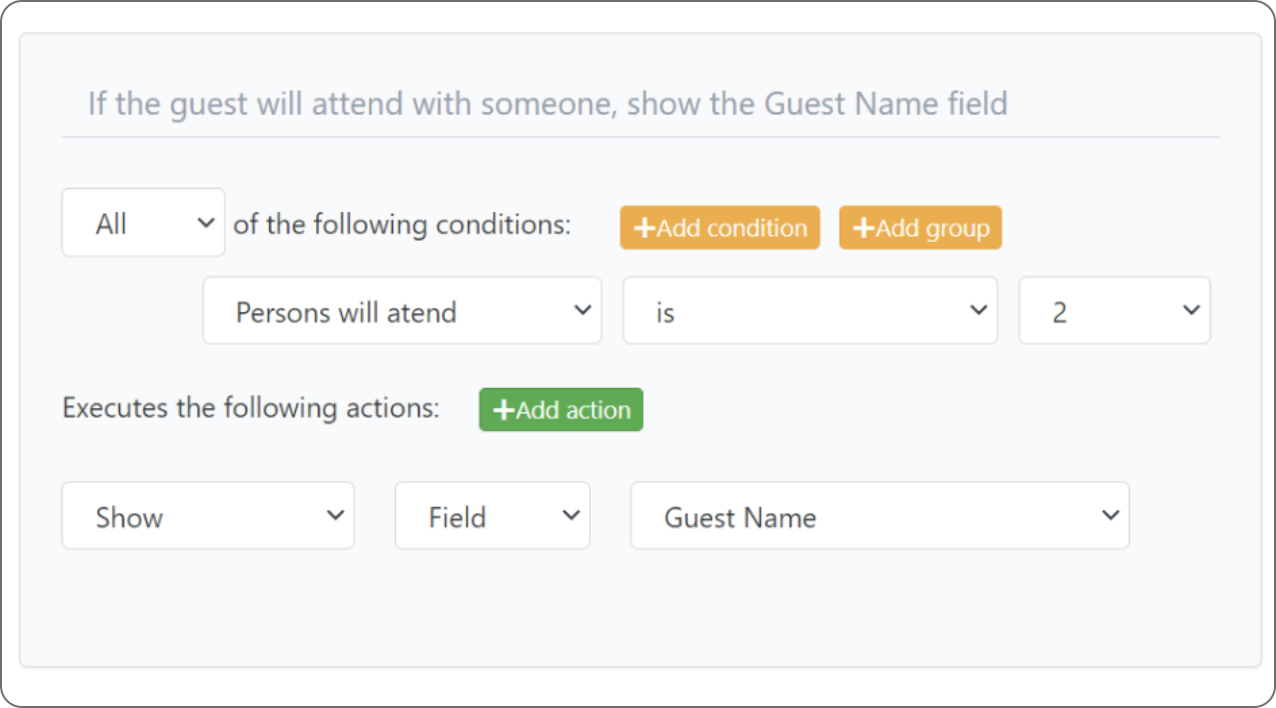 If the guest will attend with someone, show the Guest Name field
All of the following conditions: +Add condition +Add group
Persons will atend is 2
Executes the following actions: +Add action
Show Field Guest Name